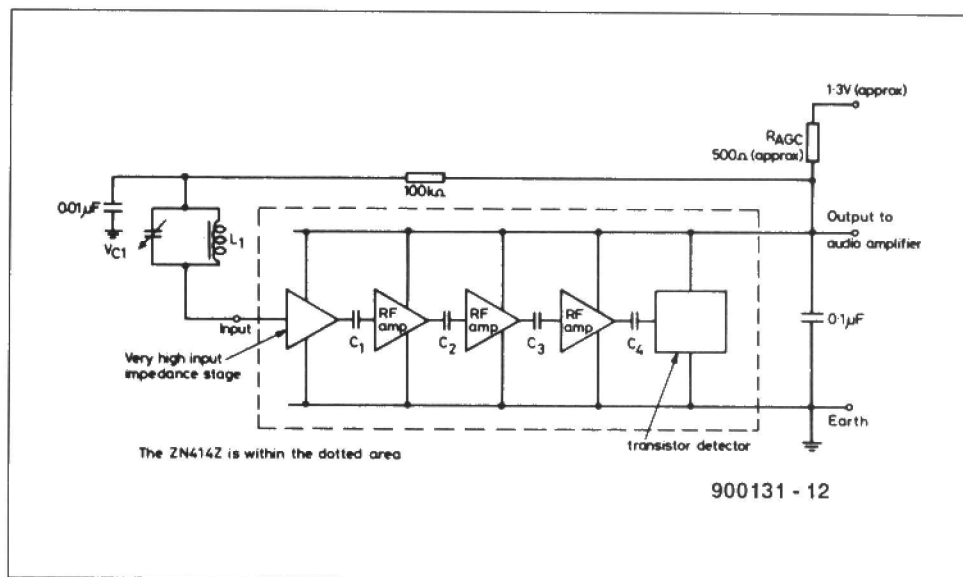 1·3V (approx)
RAGC
500Ω (approx)
100kΩ
0·01µF
VC1
L1
Output to
audio amplifier
RF
amp
RF
amp
RF
amp
Input
C1
C2
C3
C4
0·1µF
Very high input
impedance stage
Earth
The ZN414Z is within the dotted area
transistor detector
900131 - 12